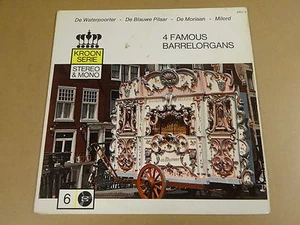 De Waterpoorter - De Blauwe Pilaar - De Moriaan - Milord
KROON
SERIE
STEREO
& MONO
4 FAMOUS
BARRELORGANS
6